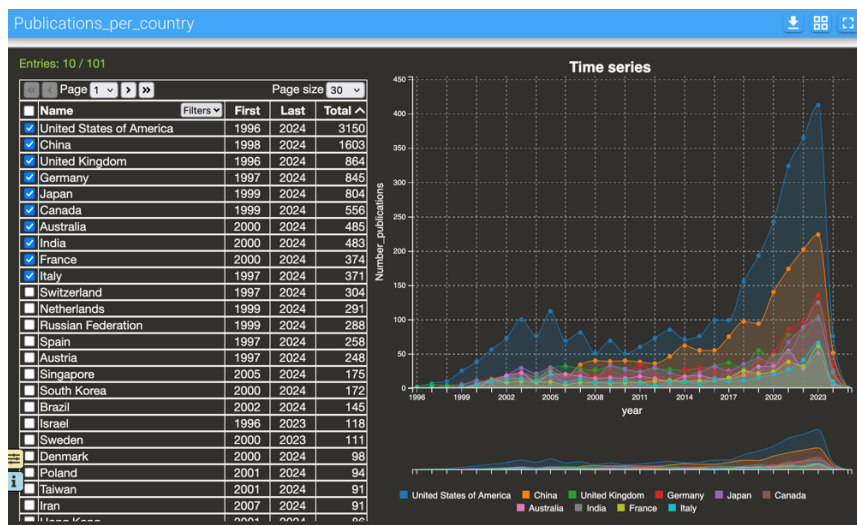 Publications_per_country
Entries: 10 / 101
<< < Page 1 > >> Page size 30
Name Filters First Last Total
United States of America 1996 2024 3150
China 1998 2024 1603
United Kingdom 1996 2024 864
Germany 1997 2024 845
Japan 1999 2024 804
Canada 1999 2024 556
Australia 2000 2024 485
India 2000 2024 483
France 2000 2024 374
Italy 1997 2024 371
Switzerland 1997 2024 304
Netherlands 1999 2024 291
Russian Federation 1999 2024 288
Spain 1997 2024 258
Austria 1997 2024 248
Singapore 2005 2024 175
South Korea 2000 2024 172
Brazil 2002 2024 145
Israel 1996 2023 118
Sweden 2000 2023 111
Denmark 2000 2024 98
Poland 2001 2024 94
Taiwan 2001 2024 91
Iran 2007 2024 91
Time series
Number_publications
450
400
350
300
250
200
150
100
50
0
1996 1999 2002 2005 2008 2011 2014 2017 2020 2023
year
United States of America China United Kingdom Germany Japan Canada
Australia India France Italy
i